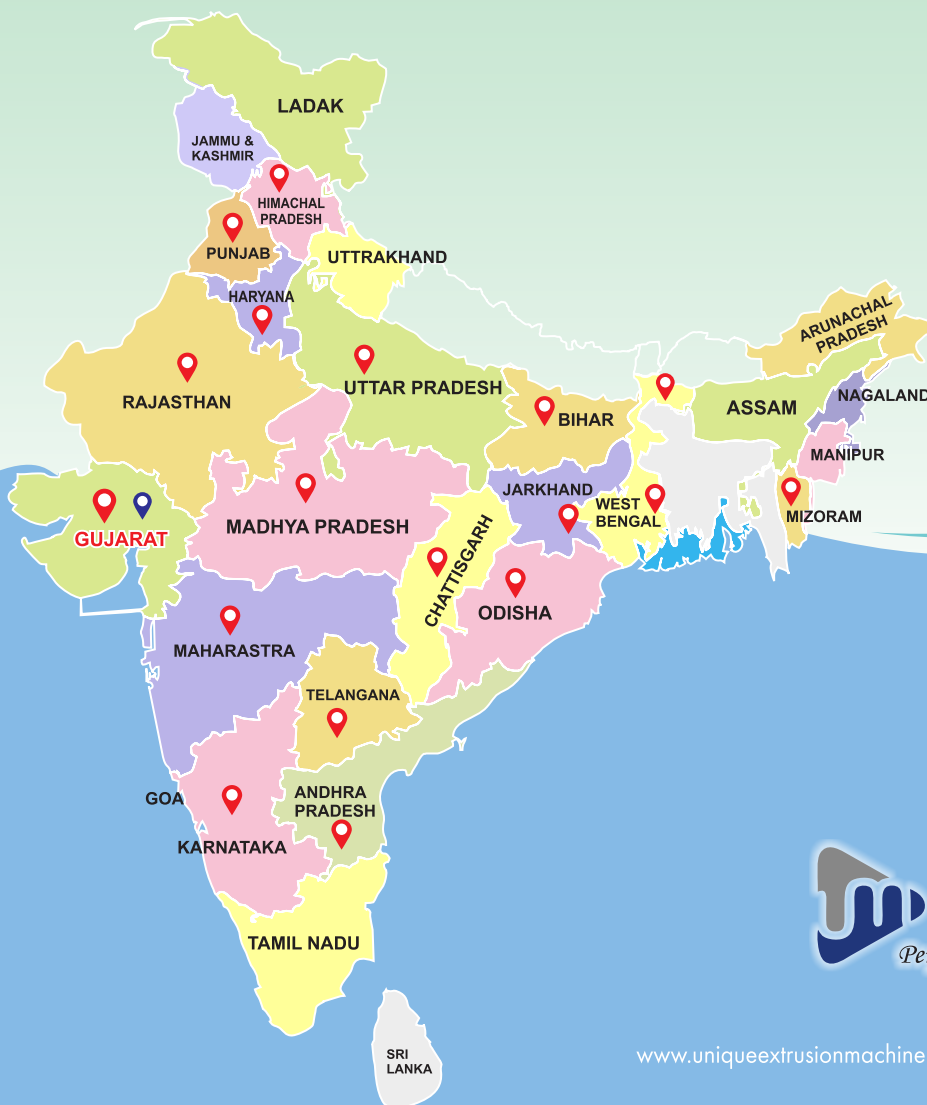 LADAK
JAMMU &
KASHMIR
HIMACHAL
PRADESH
PUNJAB
UTTRAKHAND
HARYANA
ARUNACHAL
PRADESH
RAJASTHAN
UTTAR PRADESH
BIHAR
ASSAM
NAGALAND
MANIPUR
GUJARAT
MADHYA PRADESH
JARKHAND
WEST
BENGAL
MIZORAM
CHATTISGARH
ODISHA
MAHARASTRA
TELANGANA
GOA
ANDHRA
PRADESH
KARNATAKA
TAMIL NADU
SRI
LANKA
www.uniqueextrusionmachine